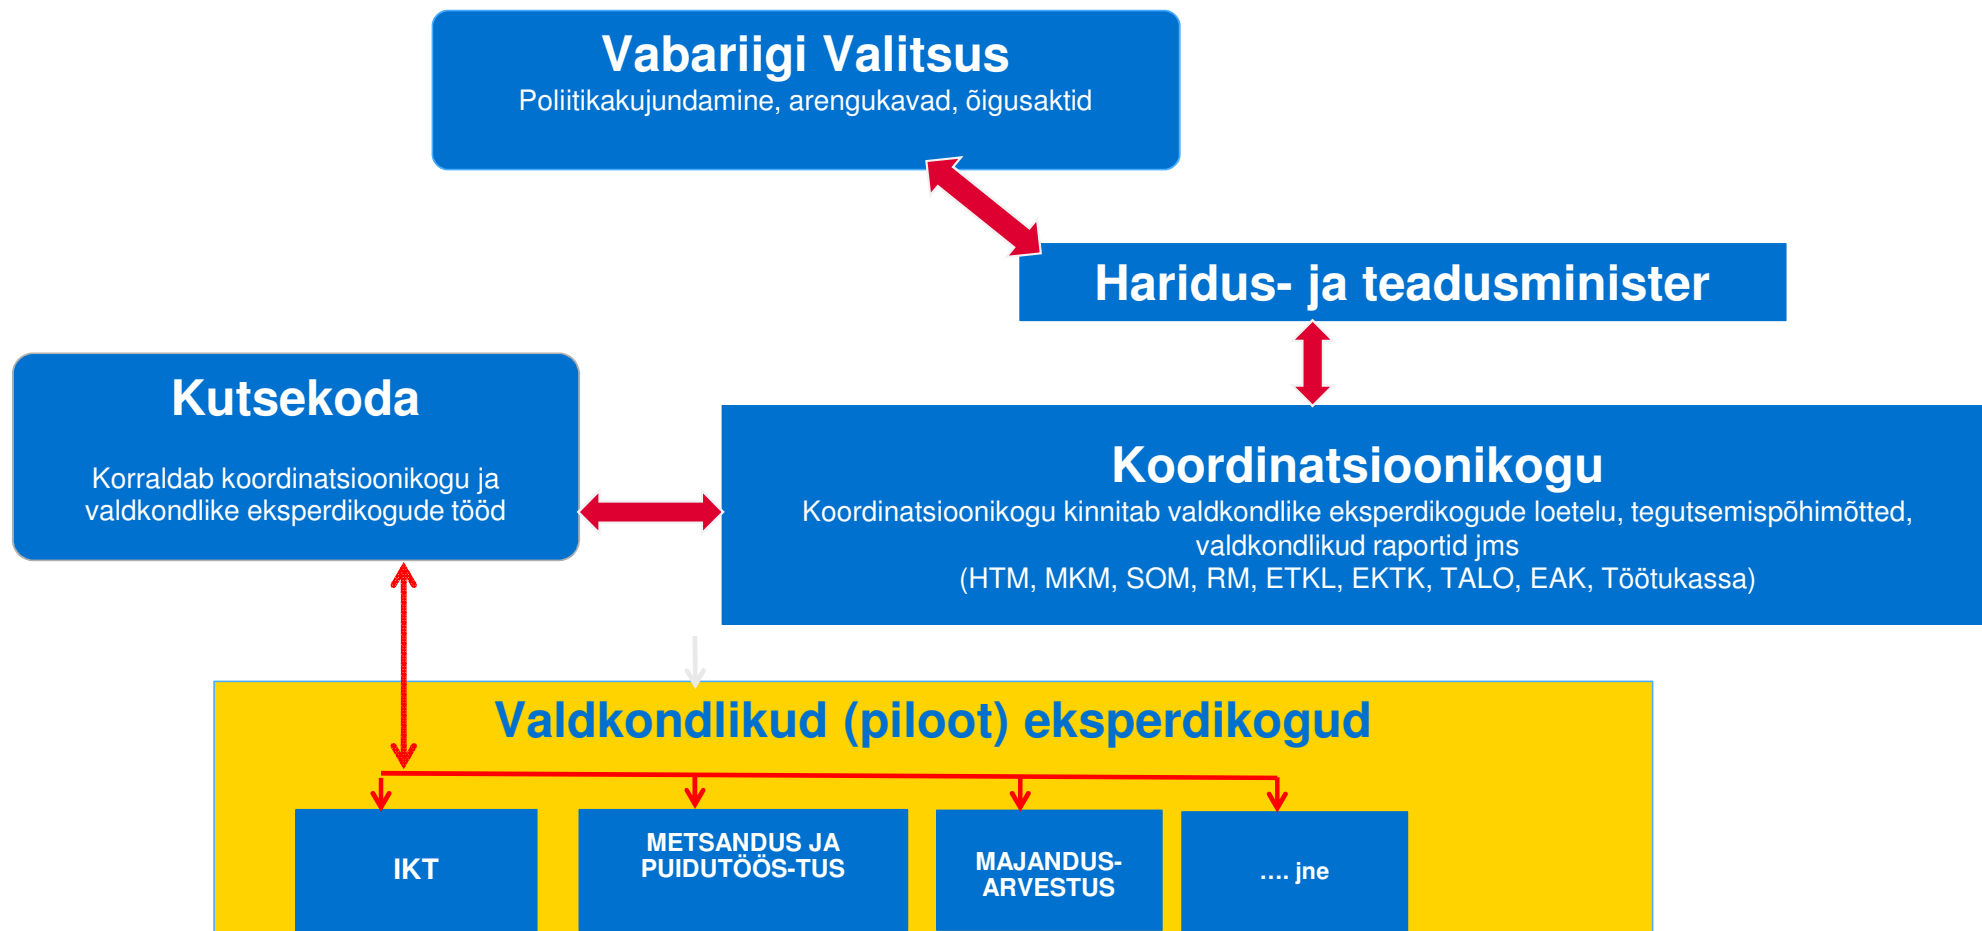 Vabariigi Valitsus
Poliitikakujundamine, arengukavad, õigusaktid
Haridus- ja teadusminister
Kutsekoda
Korraldab koordinatsioonikogu ja
valdkondlike eksperdikogude tööd
Koordinatsioonikogu
Koordinatsioonikogu kinnitab valdkondlike eksperdikogude loetelu, tegutsemispõhimõtted,
valdkondlikud raportid jms
(HTM, MKM, SOM, RM, ETKL, EKTK, TALO, EAK, Töötukassa)
Valdkondlikud (piloot) eksperdikogud
IKT
METSANDUS JA
PUIDUTÖÖS-TUS
MAJANDUS-
ARVESTUS
.... jne